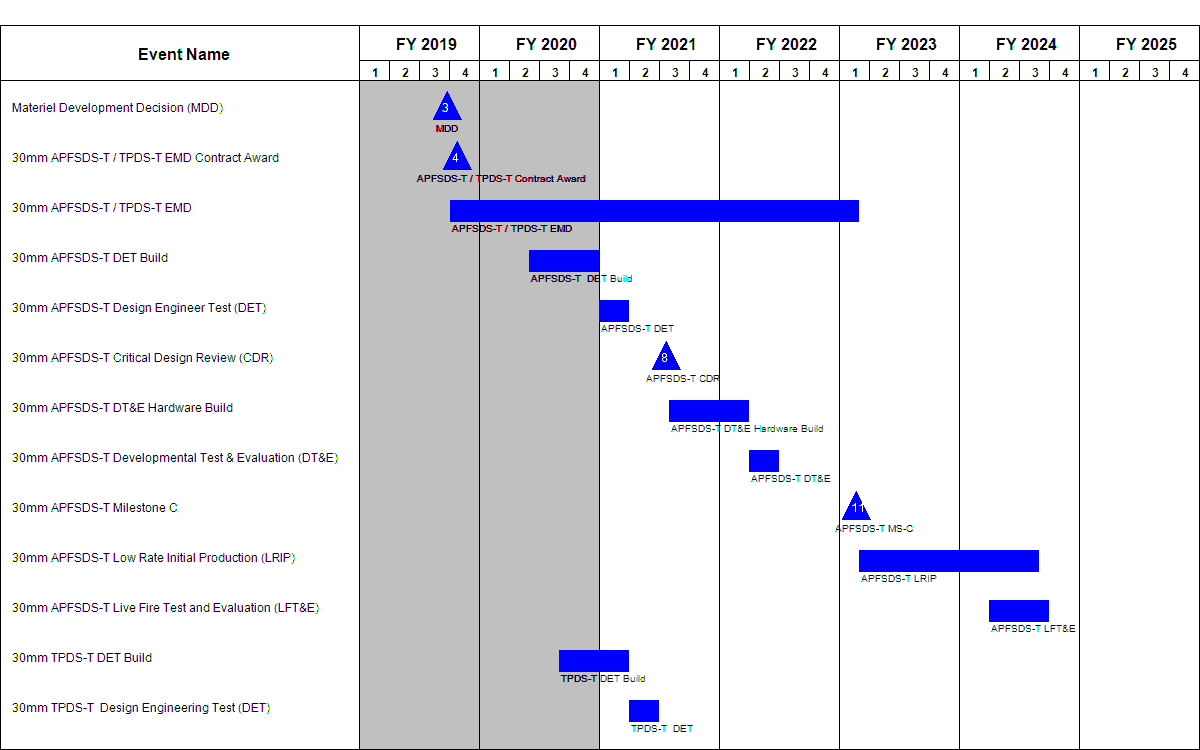 Event Name
FY 2019 FY 2020 FY 2021 FY 2022 FY 2023 FY 2024 FY 2025
1 2 3 4 1 2 3 4 1 2 3 4 1 2 3 4 1 2 3 4 1 2 3 4 1 2 3 4
Materiel Development Decision (MDD)
3
MDD
30mm APFSDS-T / TPDS-T EMD Contract Award
4
APFSDS-T / TPDS-T Contract Award
30mm APFSDS-T / TPDS-T EMD
APFSDS-T / TPDS-T EMD
30mm APFSDS-T DET Build
APFSDS-T DET Build
30mm APFSDS-T Design Engineer Test (DET)
APFSDS-T DET
30mm APFSDS-T Critical Design Review (CDR)
8
APFSDS-T CDR
30mm APFSDS-T DT&E Hardware Build
APFSDS-T DT&E Hardware Build
30mm APFSDS-T Developmental Test & Evaluation (DT&E)
APFSDS-T DT&E
30mm APFSDS-T Milestone C
11
APFSDS-T MS-C
30mm APFSDS-T Low Rate Initial Production (LRIP)
APFSDS-T LRIP
30mm APFSDS-T Live Fire Test and Evaluation (LFT&E)
APFSDS-T LFT&E
30mm TPDS-T DET Build
TPDS-T DET Build
30mm TPDS-T Design Engineering Test (DET)
TPDS-T DET